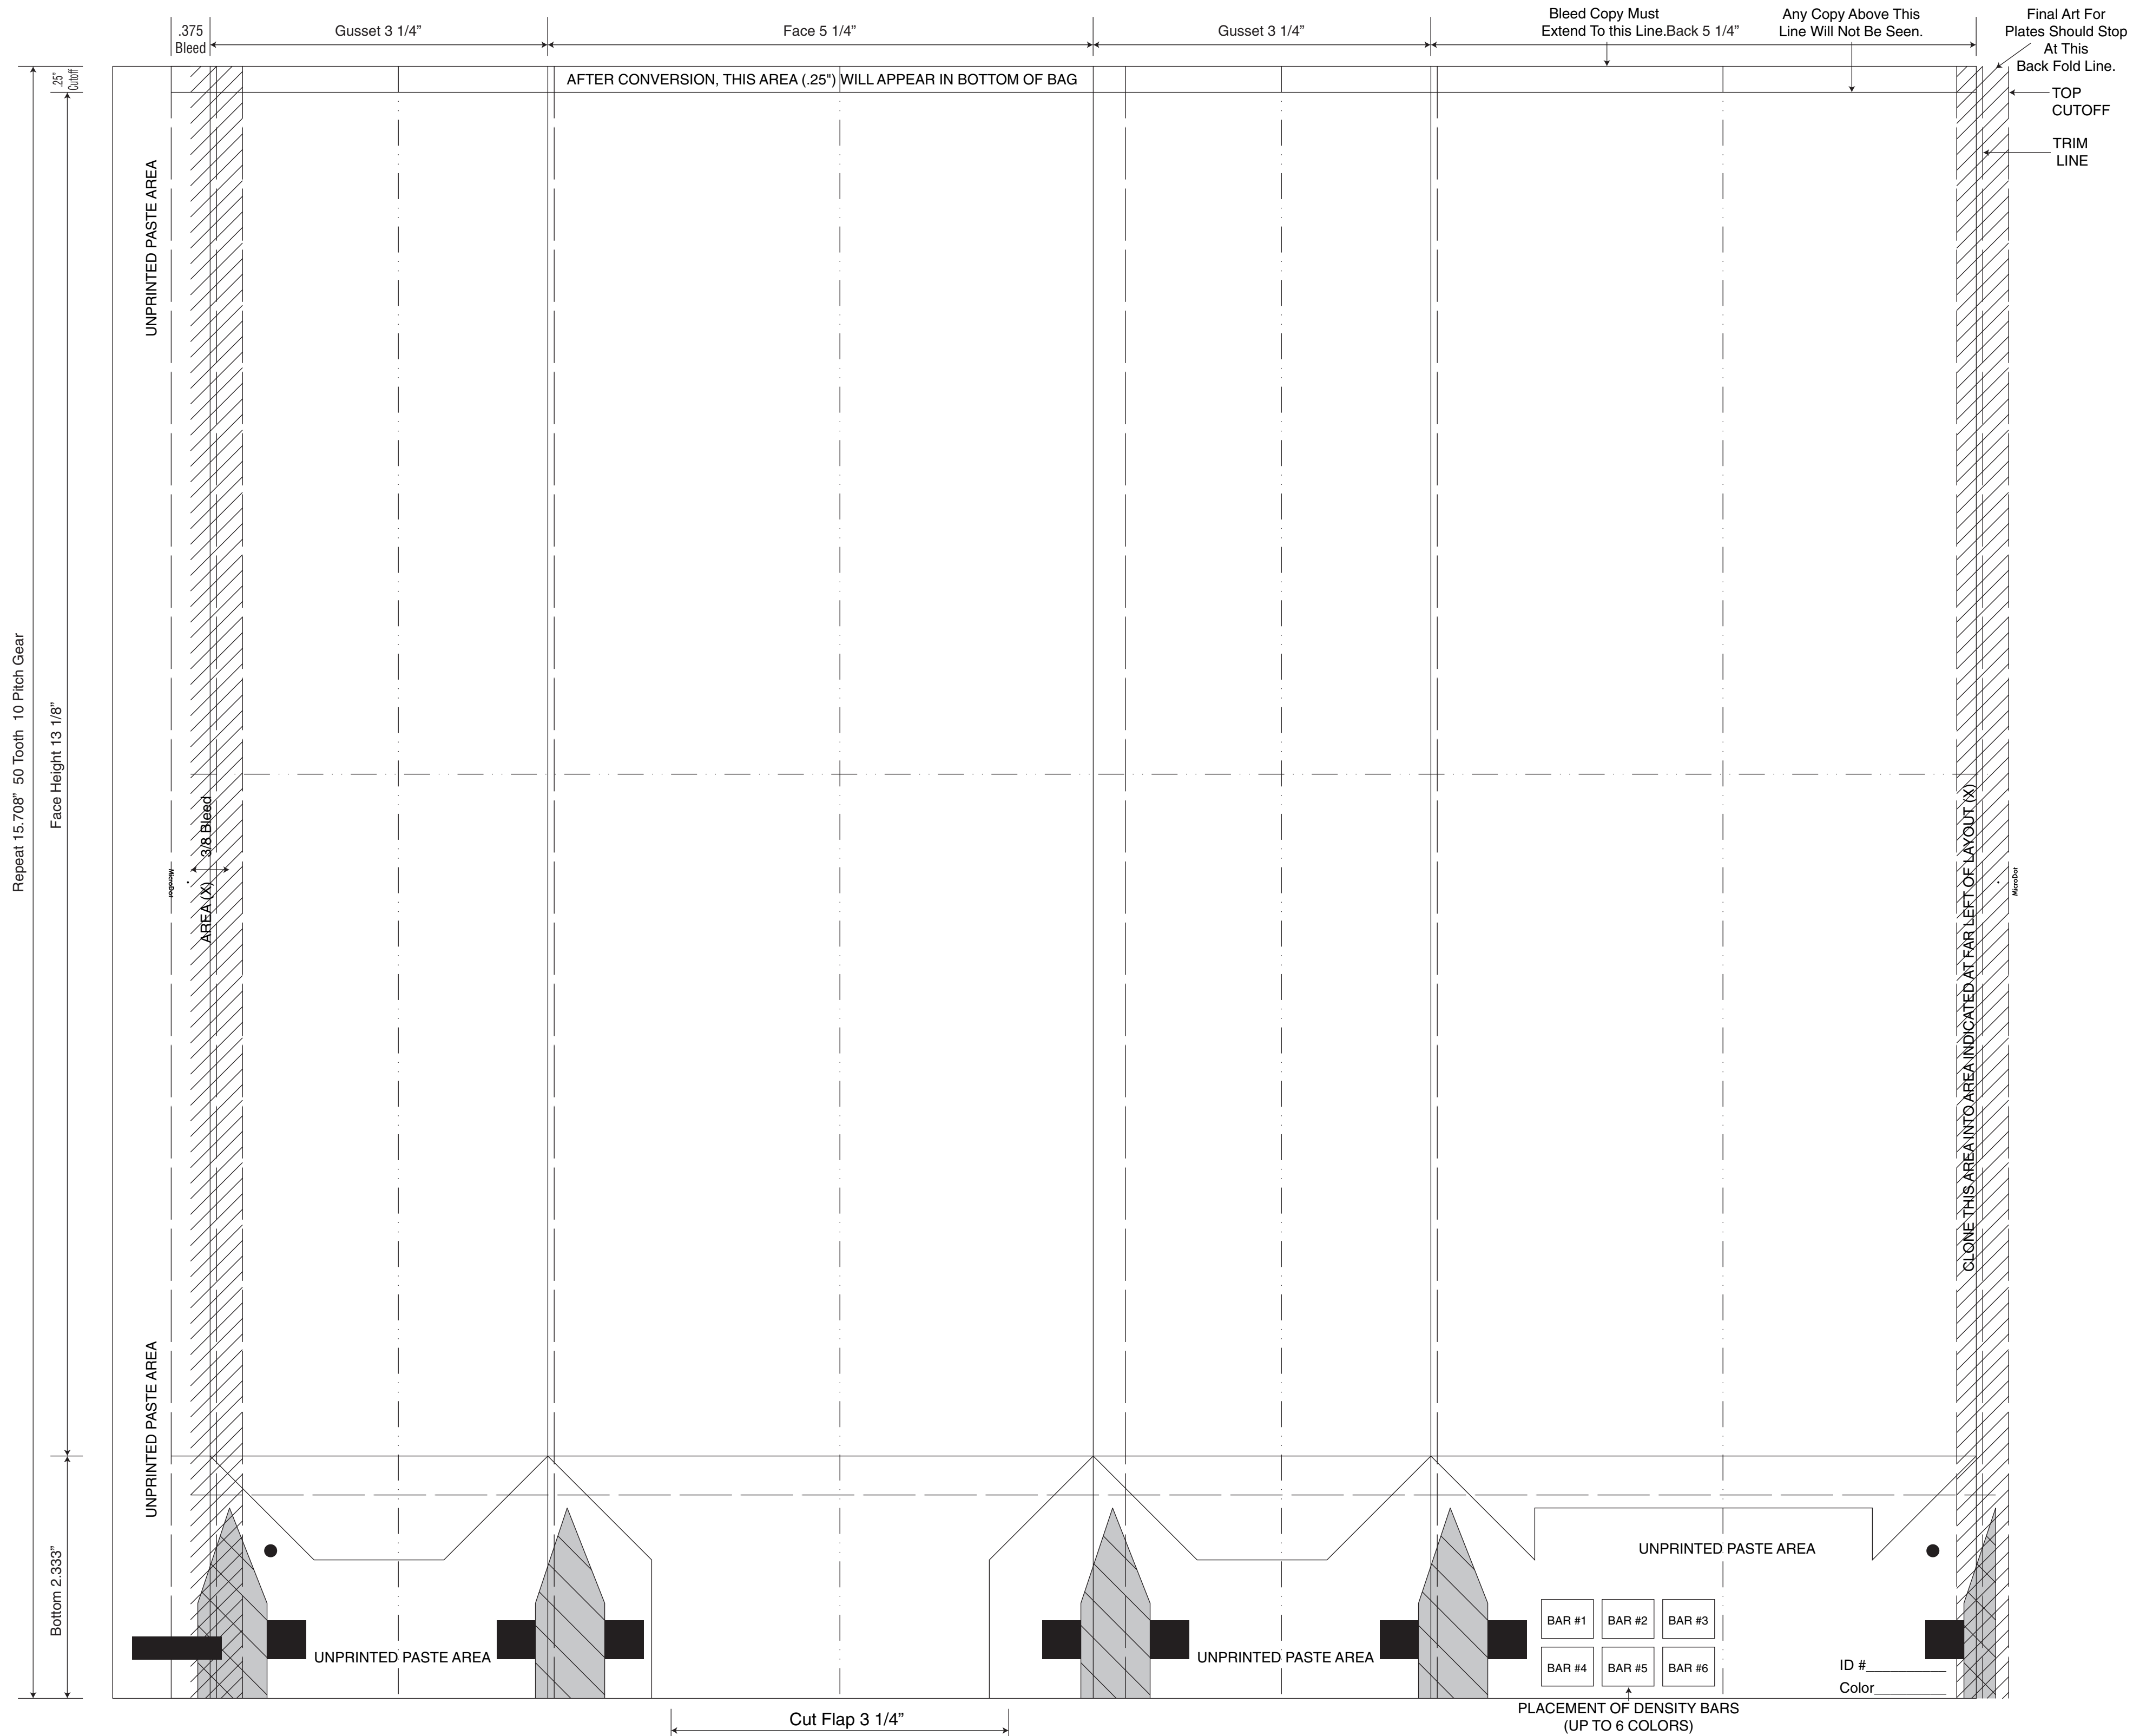 .375
Bleed
Gusset 3 1/4”
Face 5 1/4”
Gusset 3 1/4”
Bleed Copy Must
Extend To this Line.
Back 5 1/4”
Any Copy Above This
Line Will Not Be Seen.
Final Art For
Plates Should Stop
At This
Back Fold Line.
.25”
Cutoff
AFTER CONVERSION, THIS AREA (.25") WILL APPEAR IN BOTTOM OF BAG
TOP
CUTOFF
TRIM
LINE
UNPRINTED PASTE AREA
Repeat 15.708”  50 Tooth  10 Pitch Gear
Face Height 13 1/8”
AREA (X)    3/8 Bleed
MicroDot
CLONE THIS AREA INTO AREA INDICATED AT FAR LEFT OF LAYOUT (X)
MicroDot
UNPRINTED PASTE AREA
Bottom 2.333”
UNPRINTED PASTE AREA
UNPRINTED PASTE AREA
UNPRINTED PASTE AREA
BAR #1
BAR #2
BAR #3
BAR #4
BAR #5
BAR #6
ID #__________
Color_________
PLACEMENT OF DENSITY BARS
(UP TO 6 COLORS)
Cut Flap 3 1/4”